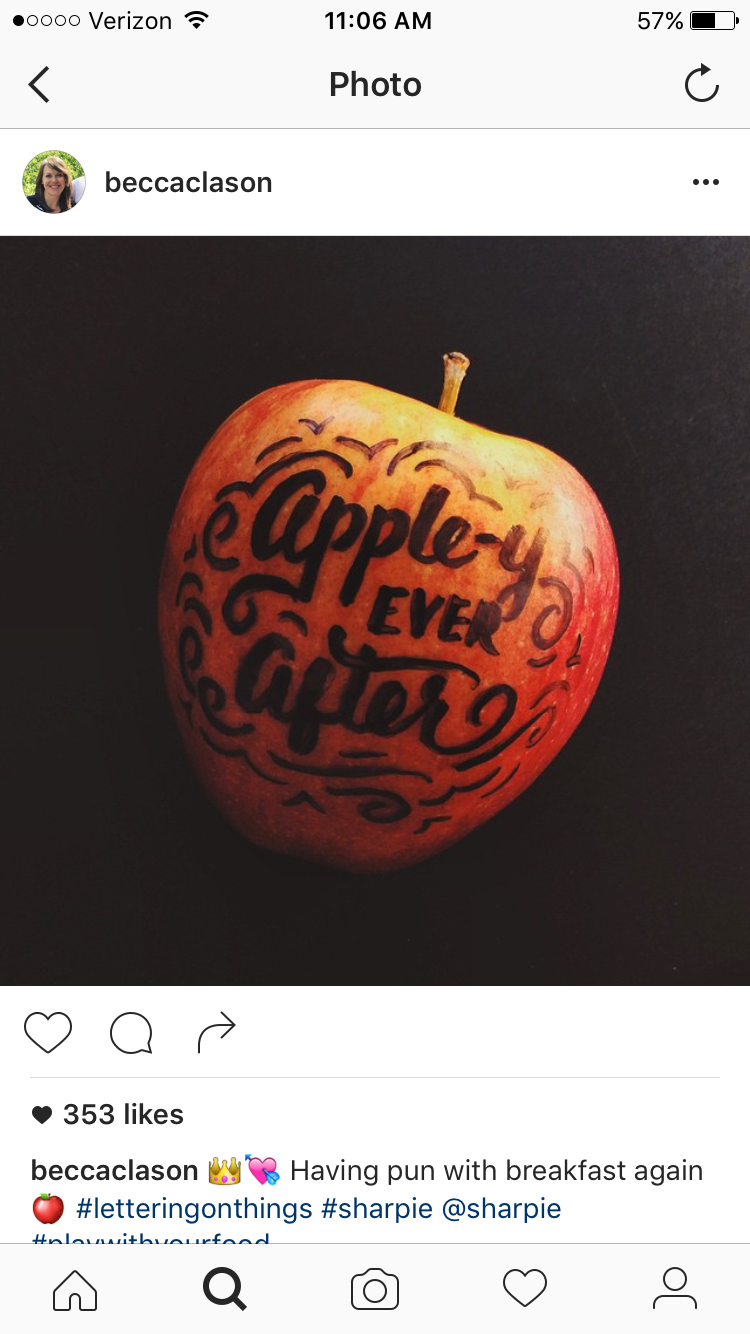 Verizon 11:06 AM 57%
Photo
beccaclason
apple-y
EVER
after
353 likes
beccaclason 👑💘 Having pun with breakfast again
🍎 #letteringonthings #sharpie @sharpie
#playwithyourfood